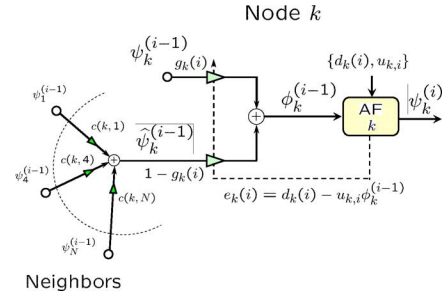 Node k
ψ_k^{(i-1)}
g_k(i)
{d_k(i), u_{k,i}}
ψ_1^{(i-1)}
c(k, 1)
φ_k^{(i-1)}
AF
k
ψ_k^{(i)}
\widehat{ψ}_k^{(i-1)}
c(k, 4)
ψ_4^{(i-1)}
1 − g_k(i)
c(k, N)
e_k(i) = d_k(i) − u_{k,i}φ_k^{(i-1)}
ψ_N^{(i-1)}
Neighbors